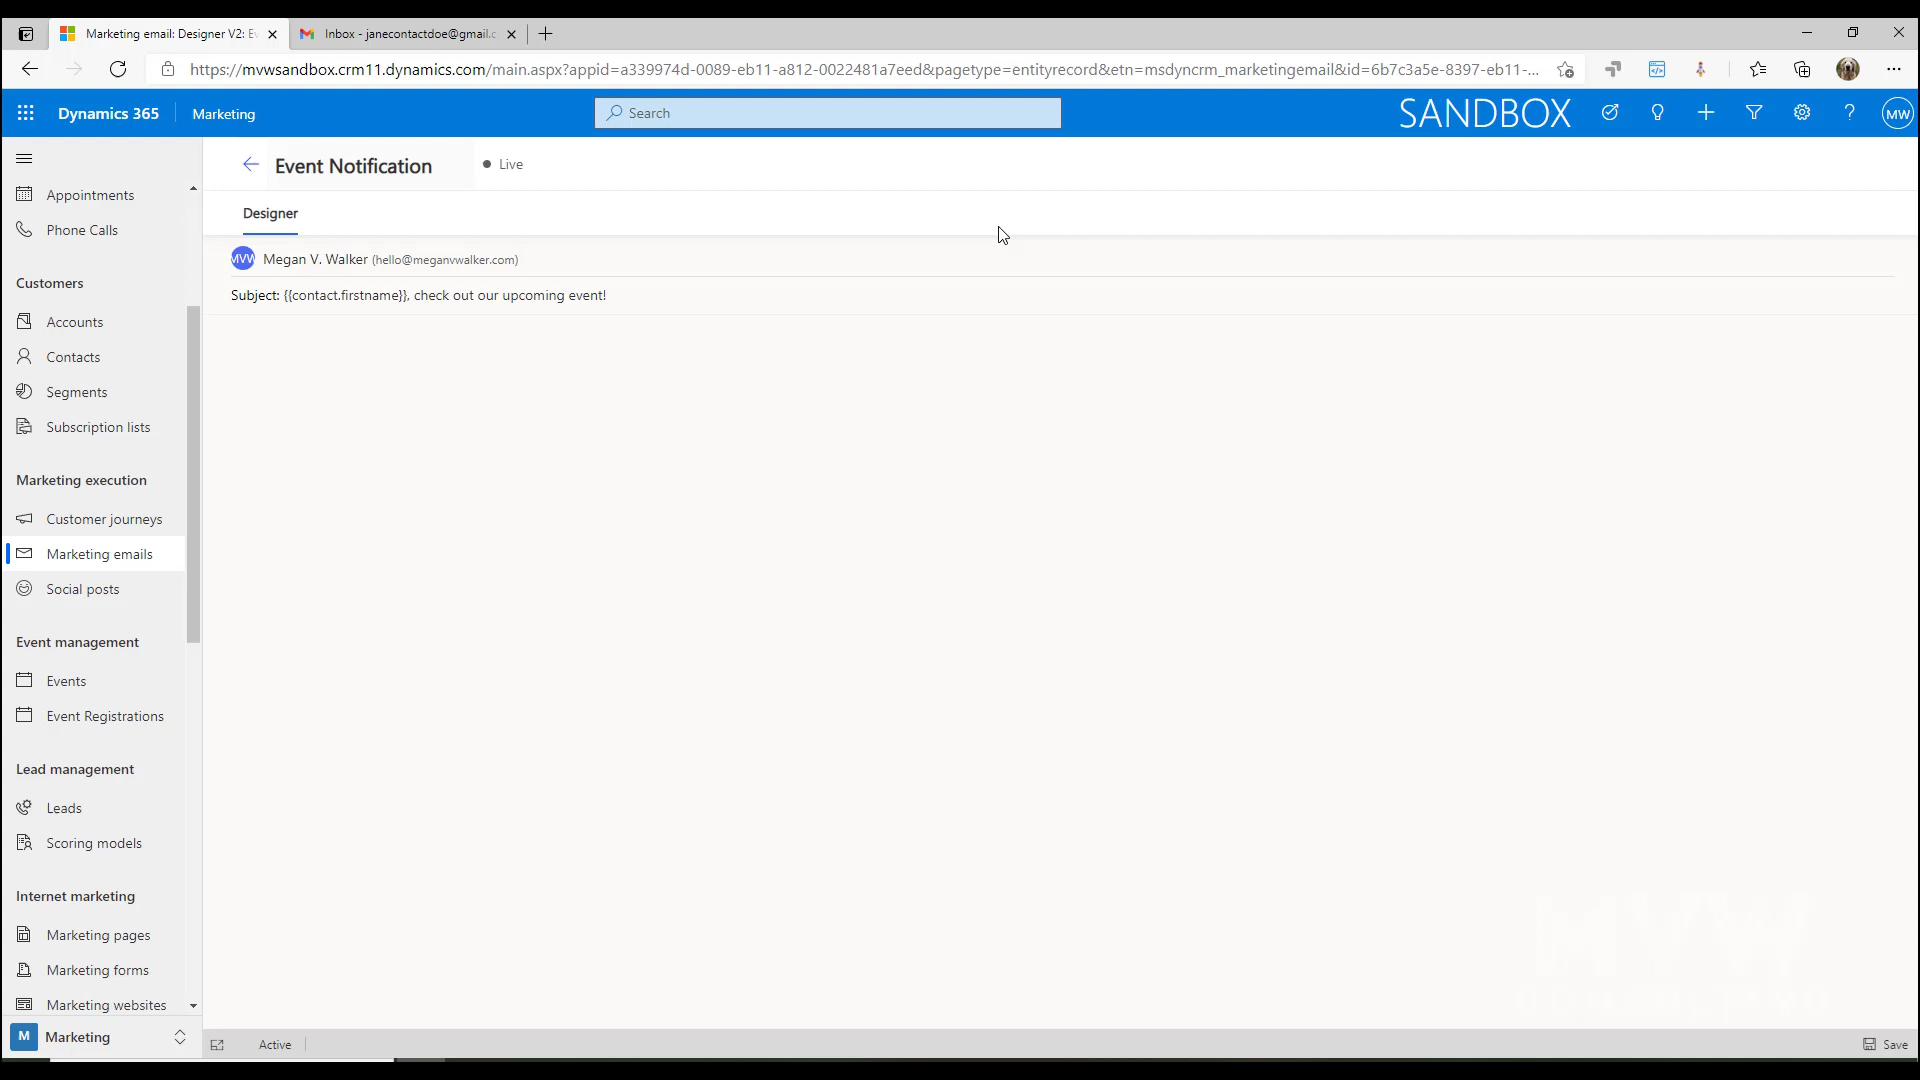 Marketing email: Designer V2: Ev
Inbox - janecontactdoe@gmail.c
https://mvwsandbox.crm11.dynamics.com/main.aspx?appid=a339974d-0089-eb11-a812-0022481a7eed&pagetype=entityrecord&etn=msdyncrm_marketingemail&id=6b7c3a5e-8397-eb11-...
Dynamics 365
Marketing
Search
SANDBOX
MW
Event Notification
Live
Appointments
Phone Calls
Designer
MVW
Megan V. Walker (hello@meganvwalker.com)
Subject: {{contact.firstname}}, check out our upcoming event!
Customers
Accounts
Contacts
Segments
Subscription lists
Marketing execution
Customer journeys
Marketing emails
Social posts
Event management
Events
Event Registrations
Lead management
Leads
Scoring models
Internet marketing
Marketing pages
Marketing forms
Marketing websites
M
Marketing
Active
Save